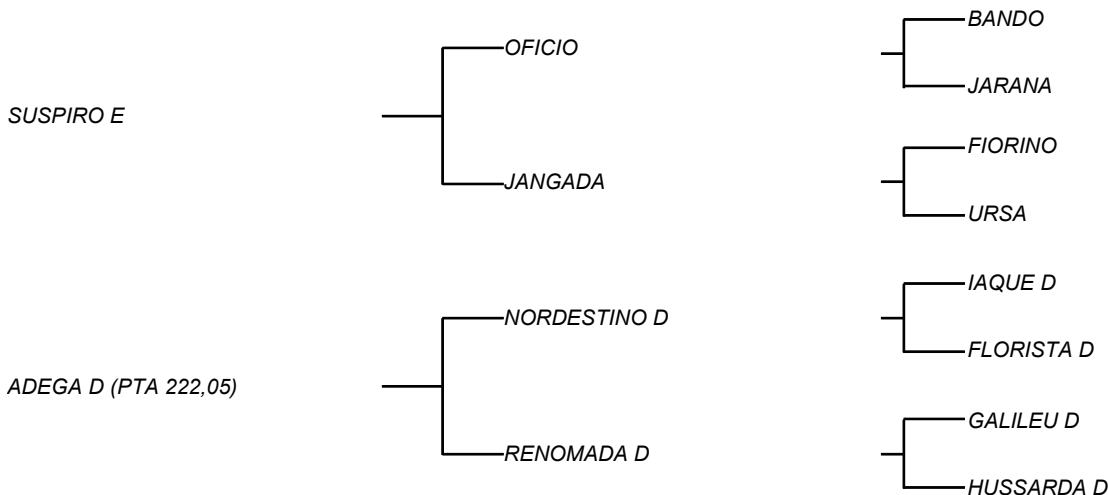 BANDO
OFICIO
JARANA
SUSPIRO E
FIORINO
JANGADA
URSA
IAQUE D
NORDESTINO D
FLORISTA D
ADEGA D (PTA 222,05)
GALILEU D
RENOMADA D
HUSSARDA D